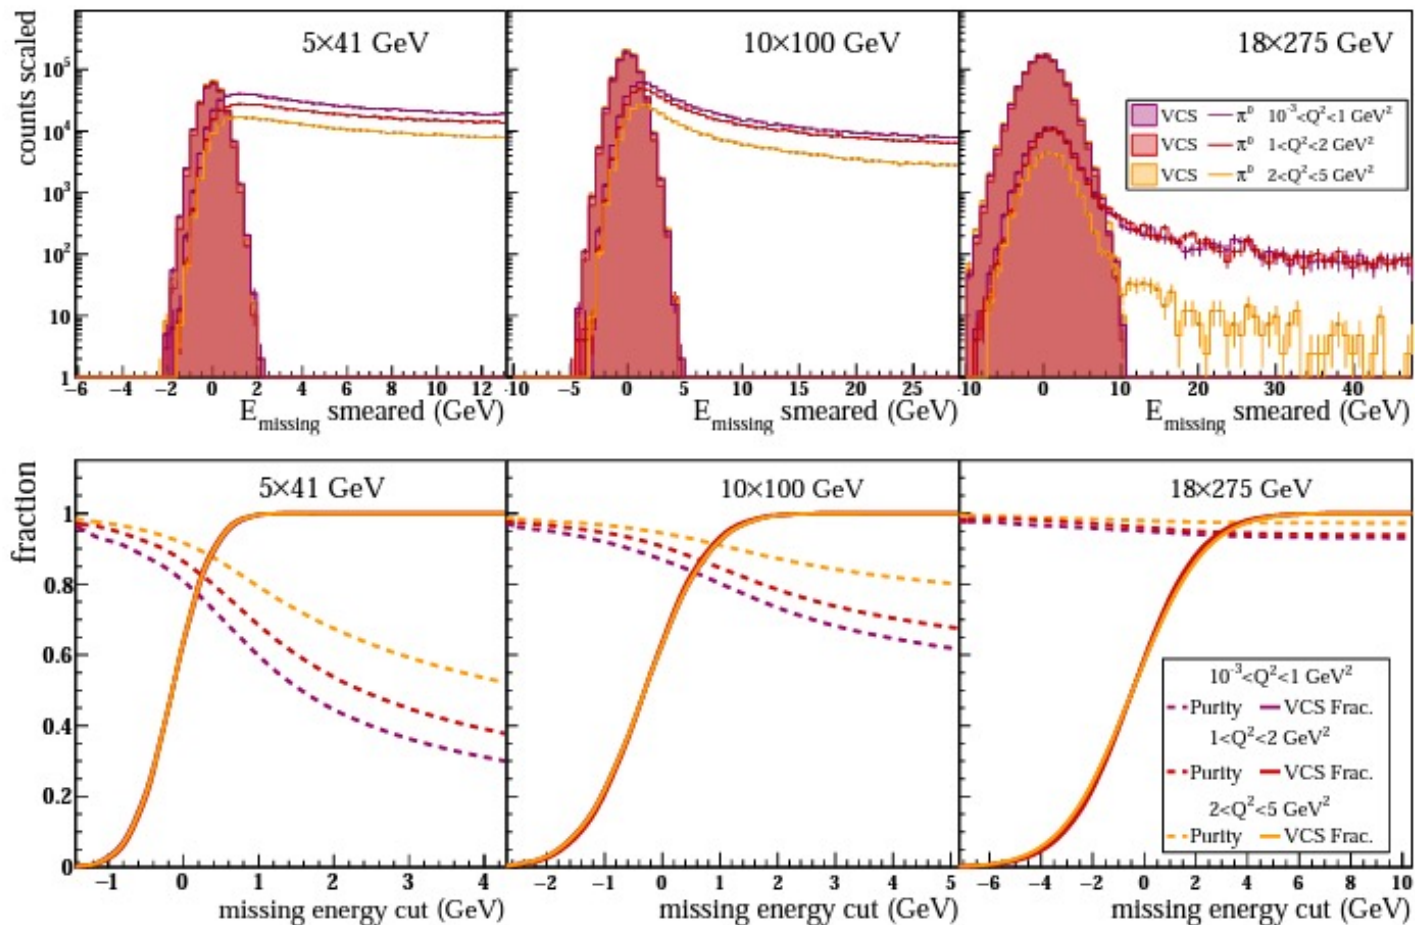 5×41 GeV
10×100 GeV
18×275 GeV
counts scaled
10⁵
10⁴
10³
10²
10
1
VCS π⁰ 10⁻³<Q²<1 GeV²
VCS π⁰ 1<Q²<2 GeV²
VCS π⁰ 2<Q²<5 GeV²
−6 −4 −2 0 2 4 6 8 10 12
−10 −5 0 5 10 15 20 25
−10 0 10 20 30 40
E_missing smeared (GeV)
E_missing smeared (GeV)
E_missing smeared (GeV)
5×41 GeV
10×100 GeV
18×275 GeV
fraction
1
0.8
0.6
0.4
0.2
0
10⁻³<Q²<1 GeV²
Purity VCS Frac.
1<Q²<2 GeV²
Purity VCS Frac.
2<Q²<5 GeV²
Purity VCS Frac.
−1 0 1 2 3 4
−2 −1 0 1 2 3 4 5
−6 −4 −2 0 2 4 6 8 10
missing energy cut (GeV)
missing energy cut (GeV)
missing energy cut (GeV)